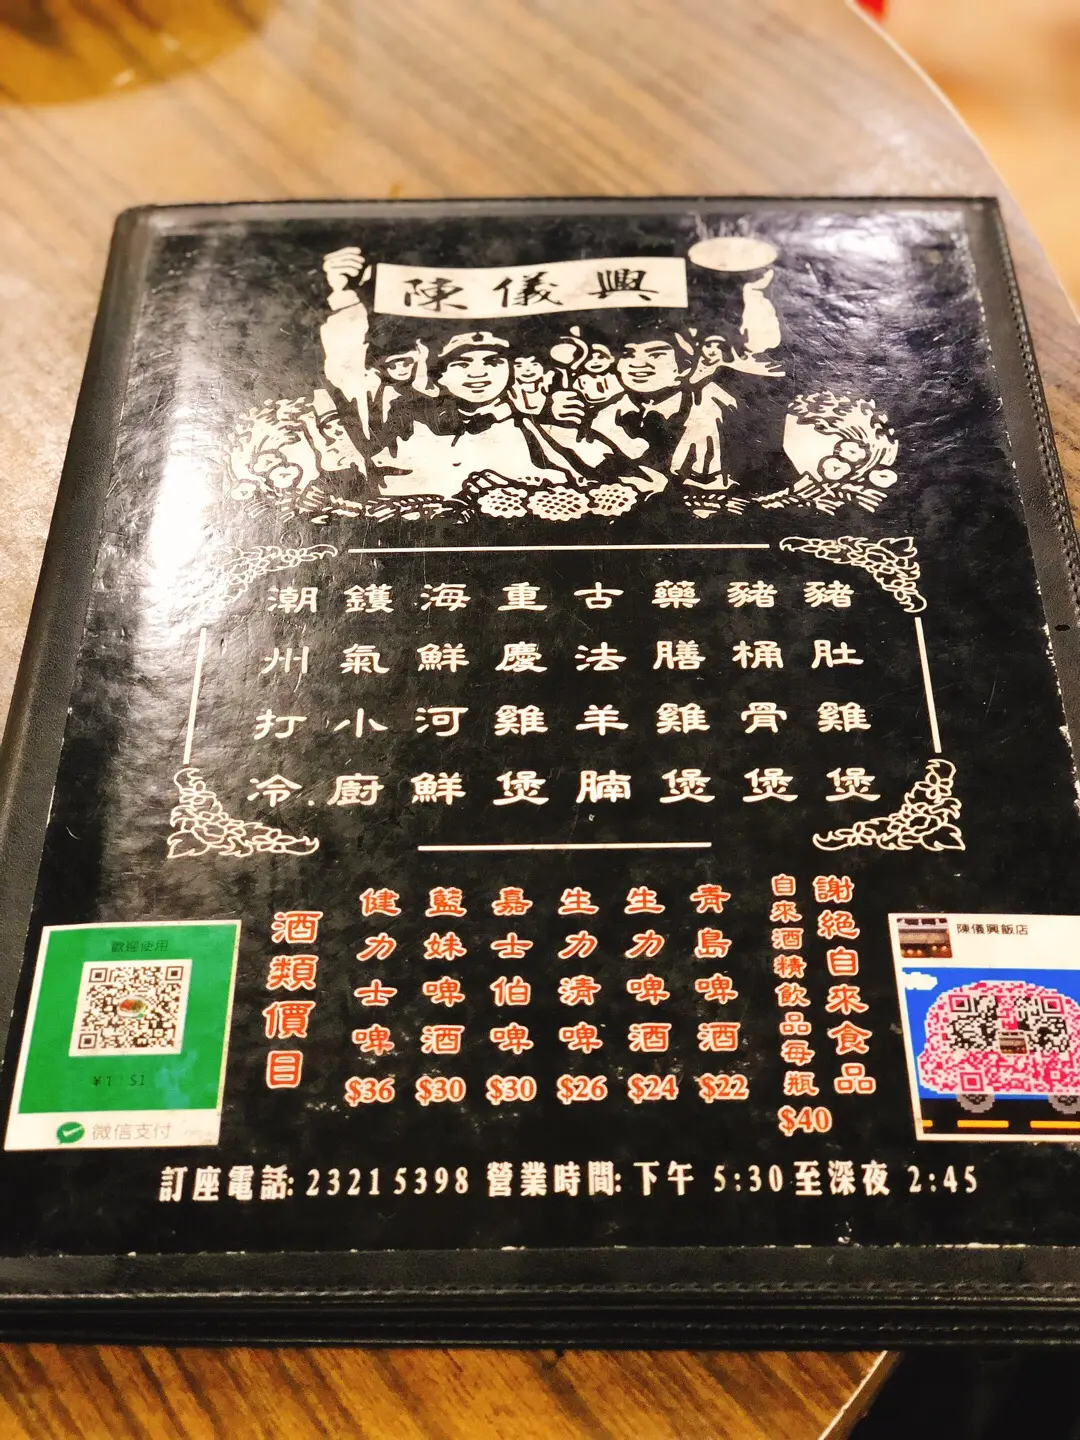 陳儀興
豬肚雞煲
豬桶骨煲
藥膳雞煲
古法羊腩
重慶雞煲
海鮮河鮮
鑊氣小廚
潮州打冷
謝絕自來食品
自來酒精飲品每瓶$40
青島啤酒$22
生力啤酒$24
生力清啤$26
嘉士伯啤$30
藍妹啤酒$30
健力士啤$36
酒類價目
歡迎使用
微信支付
陳儀興飯店
訂座電話: 23215398 營業時間: 下午 5:30 至深夜 2:45